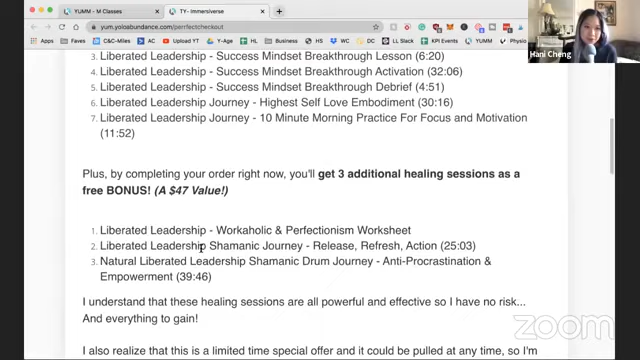 YUMM - M Classes
TY- Immersiverse
yum.yoloabundance.com/perrfectcheckout
C&L-Misc
HC
AC
Upload YT
L-Misc
Ads
WC
DC
LL Slack
KPI Events
YUMM
Physio
Hani Cheng
3. Liberated Leadership - Success Mindset Breakthrough Lesson (6:20)
4. Liberated Leadership - Success Mindset Breakthrough Activation (32:06)
5. Liberated Leadership - Success Mindset Breakthrough Debrief (4:51)
6. Liberated Leadership Journey - Highest Self Love Embodiment (30:16)
7. Liberated Leadership Journey - 10 Minute Morning Practice For Focus and Motivation
(11:52)
Plus, by completing your order right now, you'll get 3 additional healing sessions as a
free BONUS! (A $47 Value!)
1. Liberated Leadership - Workaholic & Perfectionism Worksheet
2. Liberated Leadership Shamanic Journey - Release, Refresh, Action (25:03)
3. Natural Liberated Leadership Shamanic Drum Journey - Anti-Procrastination &
Empowerment (39:46)
I understand that these healing sessions are all powerful and effective so I have no risk...
And everything to gain!
I also realize that this is a limited time special offer and it could be pulled at any time, so I'm
zoom